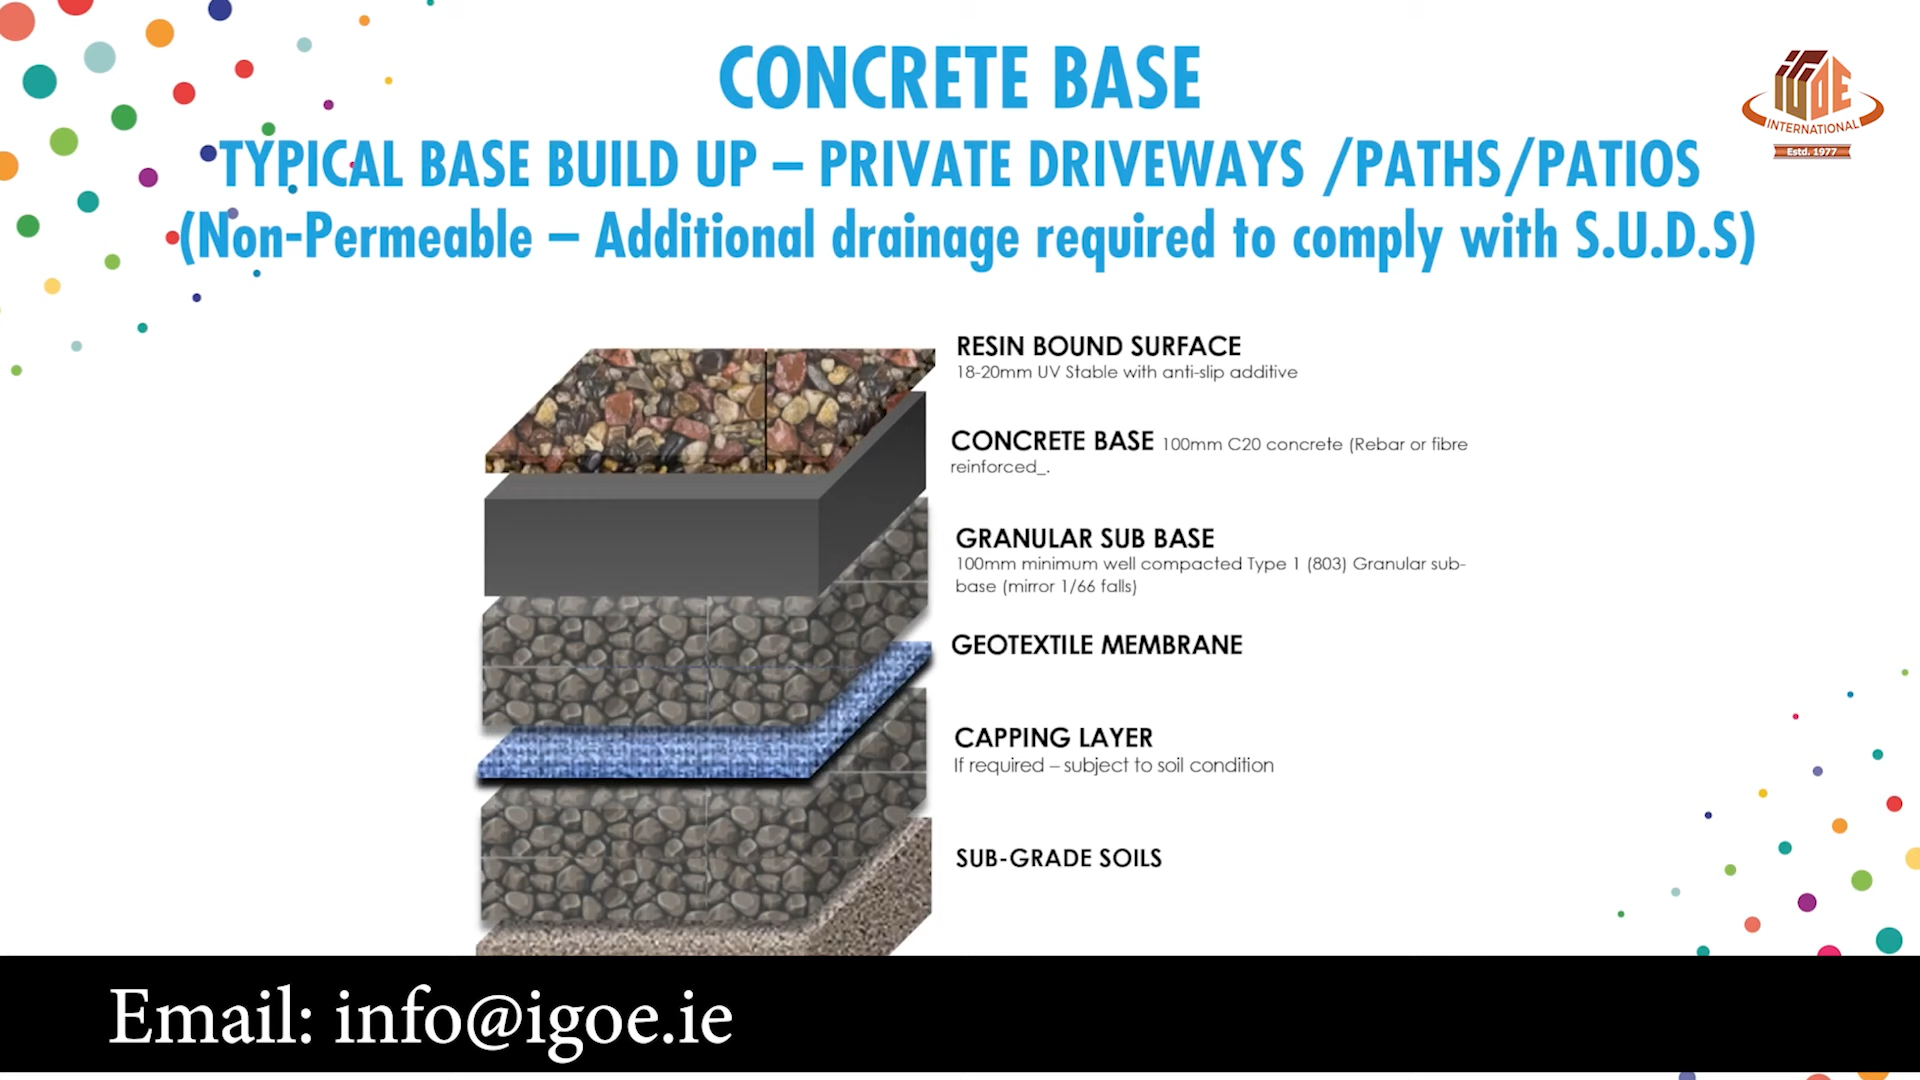 CONCRETE BASE
TYPICAL BASE BUILD UP – PRIVATE DRIVEWAYS /PATHS/PATIOS
(Non-Permeable – Additional drainage required to comply with S.U.D.S)
IGOE
INTERNATIONAL
Estd. 1977
RESIN BOUND SURFACE
18-20mm UV Stable with anti-slip additive
CONCRETE BASE 100mm C20 concrete (Rebar or fibre
reinforced_.
GRANULAR SUB BASE
100mm minimum well compacted Type 1 (803) Granular sub-
base (mirror 1/66 falls)
GEOTEXTILE MEMBRANE
CAPPING LAYER
If required – subject to soil condition
SUB-GRADE SOILS
Email: info@igoe.ie